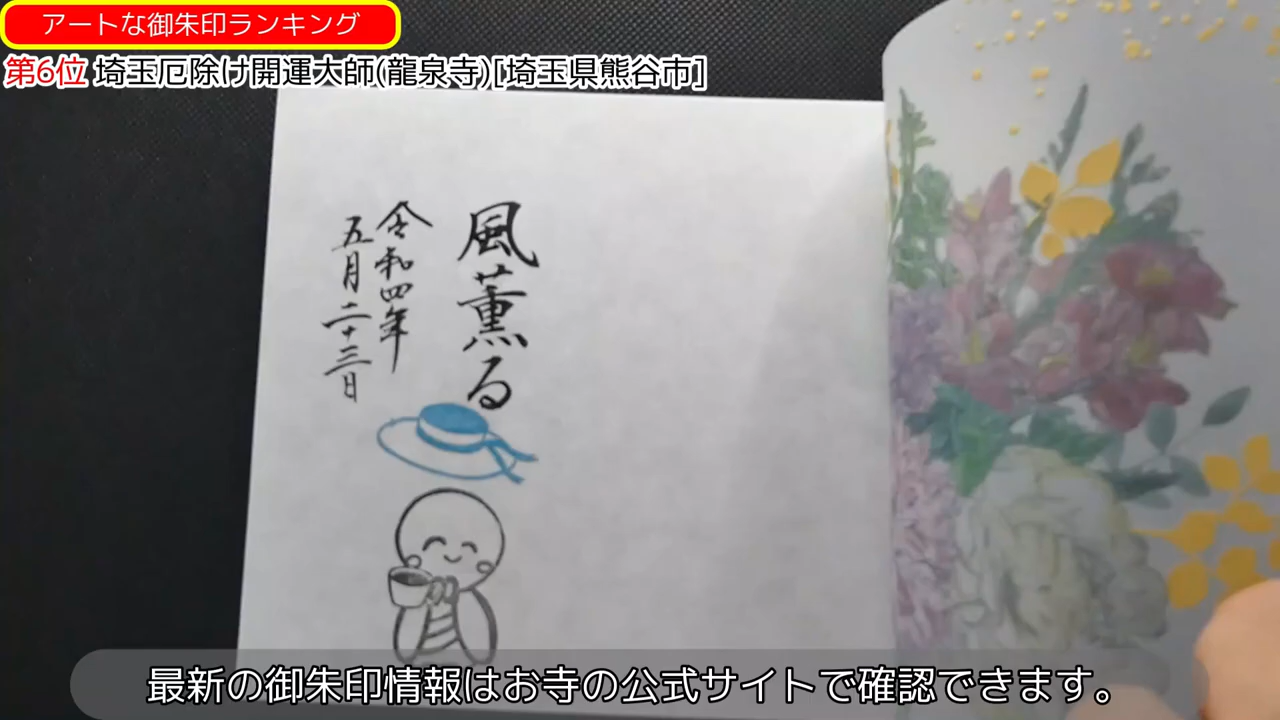 アートな御朱印ランキング
第6位 埼玉厄除け開運大師(龍泉寺)[埼玉県熊谷市]
風薫る
令和四年
五月二十三日
最新の御朱印情報はお寺の公式サイトで確認できます。